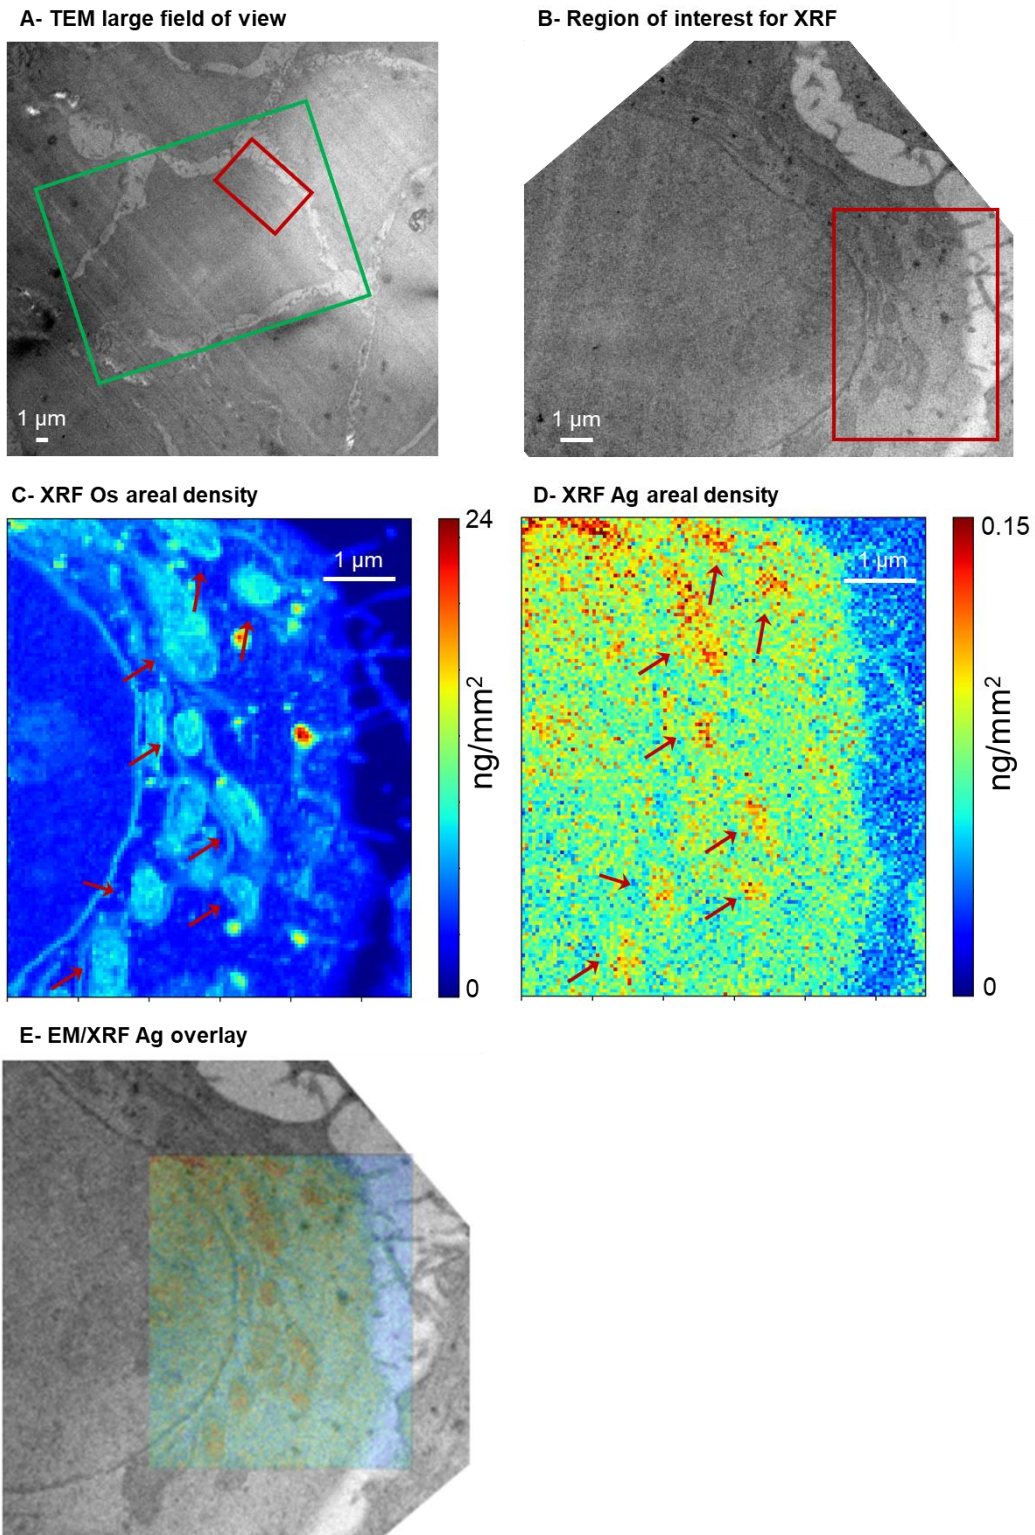 A- TEM large field of view
B- Region of interest for XRF
1 µm
1 µm
C- XRF Os areal density
D- XRF Ag areal density
24
1 µm
ng/mm²
0
0.15
1 µm
ng/mm²
0
E- EM/XRF Ag overlay